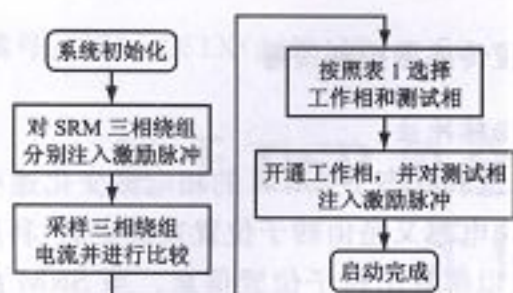 系统初始化
对 SRM 三相绕组
分别注入激励脉冲
采样三相绕组
电流并进行比较
按照表 1 选择
工作相和测试相
开通工作相，并对测试相
注入激励脉冲
启动完成